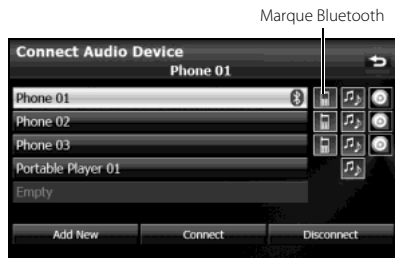 Marque Bluetooth
Connect Audio Device
Phone 01
Phone 01
Phone 02
Phone 03
Portable Player 01
Empty
Add New Connect Disconnect